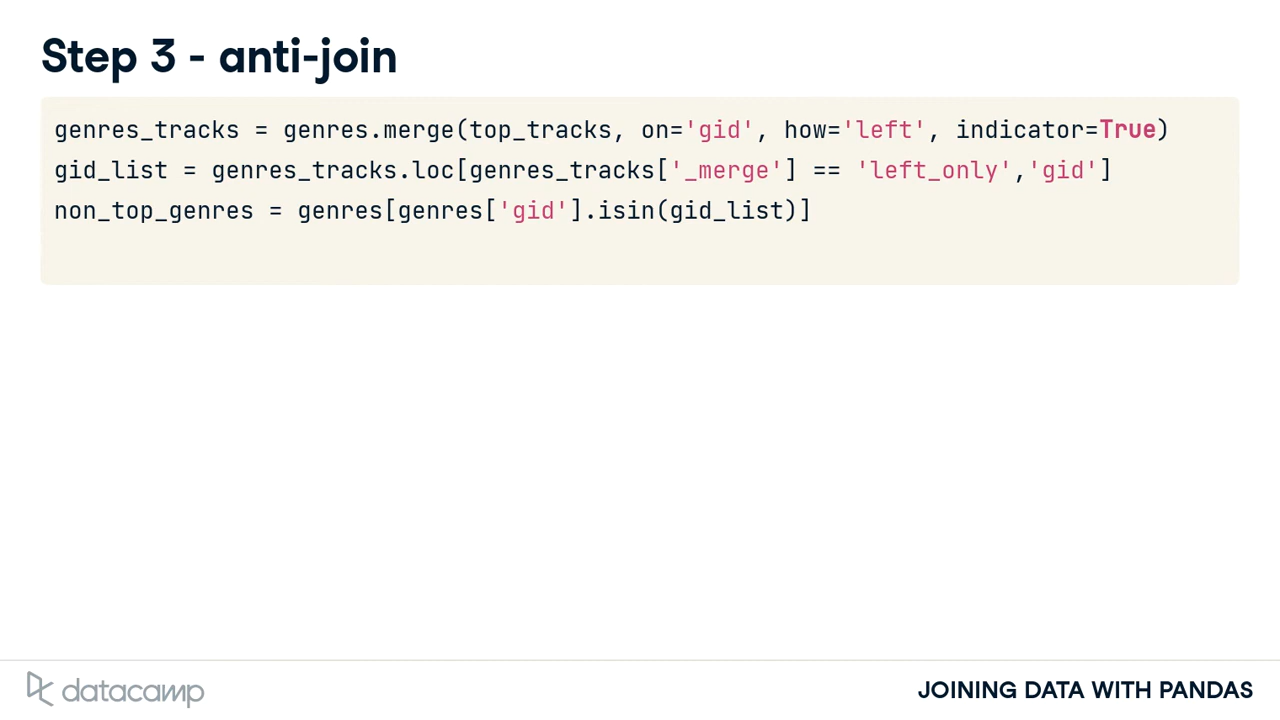 Step 3 - anti-join
genres_tracks = genres.merge(top_tracks, on='gid', how='left', indicator=True)
gid_list = genres_tracks.loc[genres_tracks['_merge'] == 'left_only','gid']
non_top_genres = genres[genres['gid'].isin(gid_list)]
datacamp
JOINING DATA WITH PANDAS